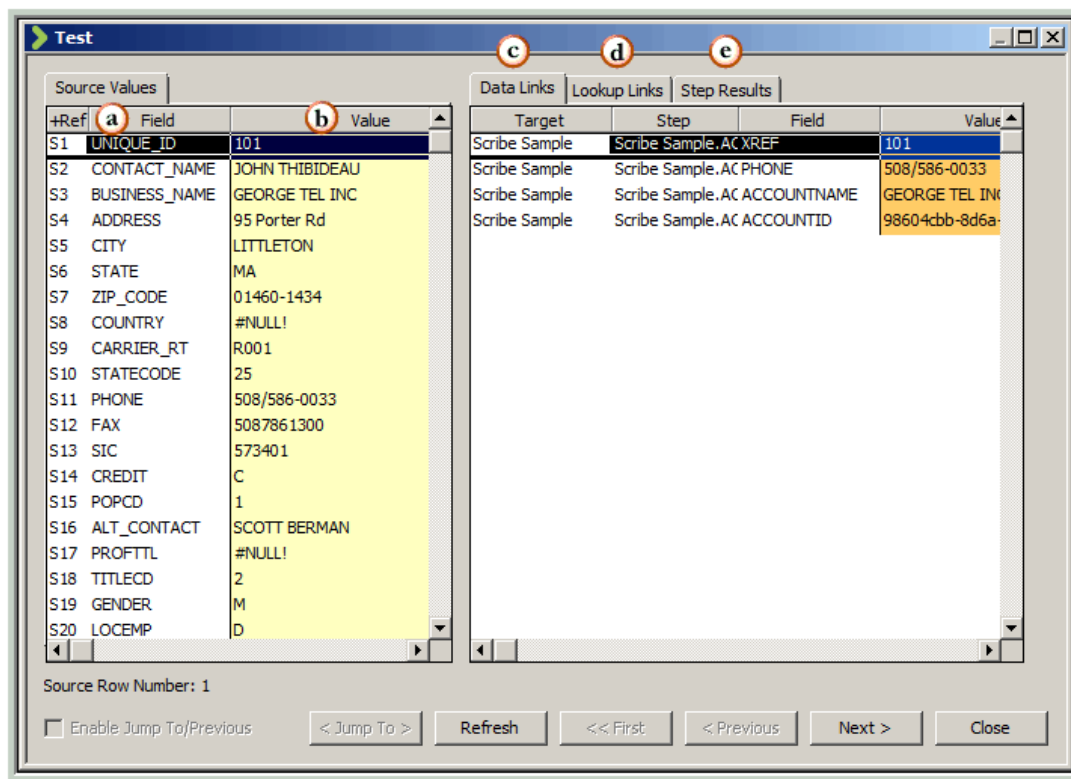 Test
c d e
Source Values
Data Links Lookup Links Step Results
+Ref a Field b Value
Target Step Field Value
S1 UNIQUE_ID 101
Scribe Sample Scribe Sample.AC XREF 101
S2 CONTACT_NAME JOHN THIBIDEAU
Scribe Sample Scribe Sample.AC PHONE 508/586-0033
S3 BUSINESS_NAME GEORGE TEL INC
Scribe Sample Scribe Sample.AC ACCOUNTNAME GEORGE TEL IN
S4 ADDRESS 95 Porter Rd
Scribe Sample Scribe Sample.AC ACCOUNTID 98604cbb-8d6a-
S5 CITY LITTLETON
S6 STATE MA
S7 ZIP_CODE 01460-1434
S8 COUNTRY #NULL!
S9 CARRIER_RT R001
S10 STATECODE 25
S11 PHONE 508/586-0033
S12 FAX 5087861300
S13 SIC 573401
S14 CREDIT C
S15 POPCD 1
S16 ALT_CONTACT SCOTT BERMAN
S17 PROFTTL #NULL!
S18 TITLECD 2
S19 GENDER M
S20 LOCEMP D
Source Row Number: 1
Enable Jump To/Previous < Jump To > Refresh << First < Previous Next > Close